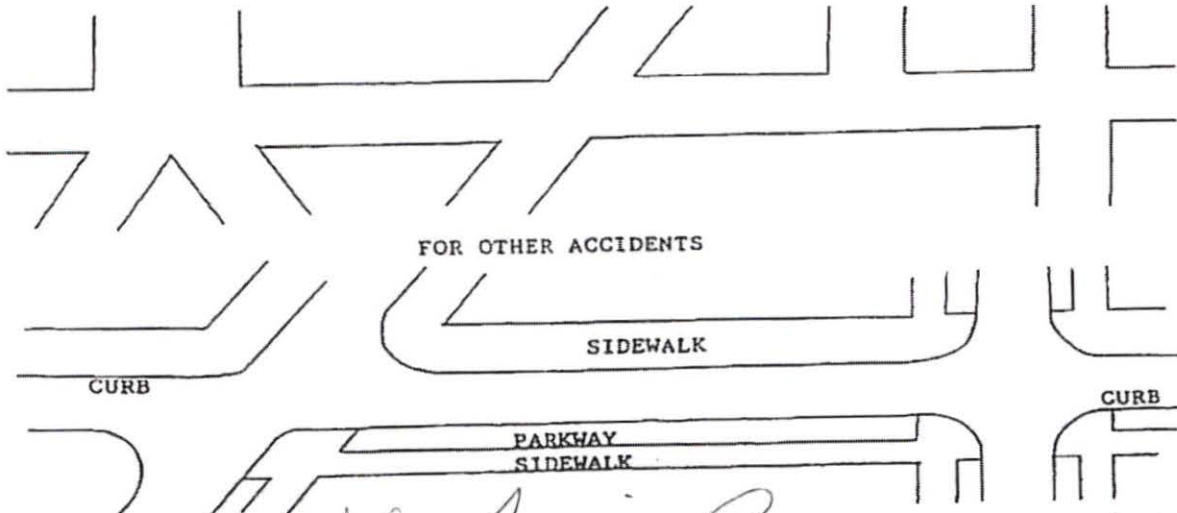 FOR OTHER ACCIDENTS
SIDEWALK
CURB
CURB
PARKWAY
SIDEWALK